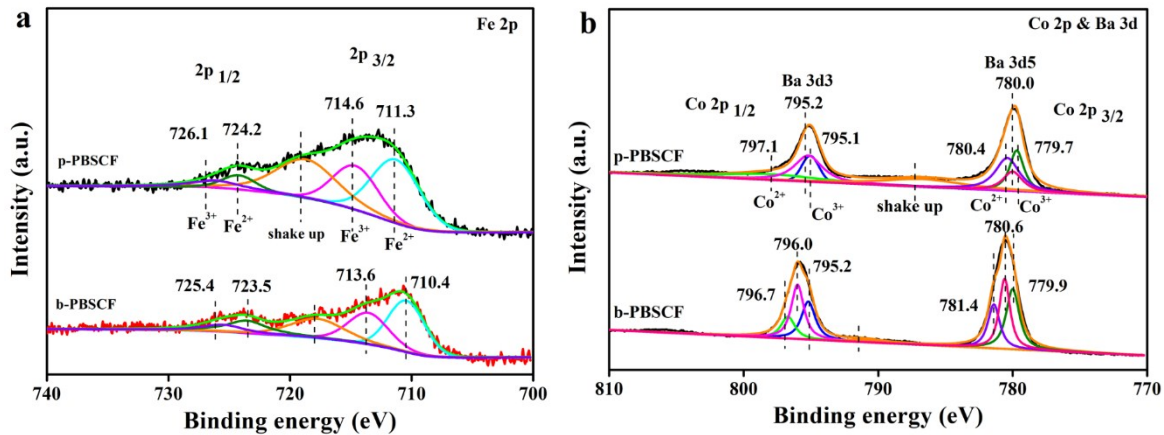 a
Fe 2p
2p 3/2
2p 1/2
714.6
711.3
726.1
724.2
p-PBSCF
Fe3+
Fe2+
shake up
Fe3+
Fe2+
713.6
710.4
725.4
723.5
b-PBSCF
Intensity (a.u.)
740
730
720
710
700
Binding energy (eV)
b
Co 2p & Ba 3d
Ba 3d3
Ba 3d5
Co 2p 1/2
795.2
780.0
Co 2p 3/2
797.1
795.1
780.4
779.7
p-PBSCF
Co2+
Co3+
shake up
Co2+
Co3+
796.0
780.6
796.7
795.2
781.4
779.9
b-PBSCF
Intensity (a.u.)
810
800
790
780
770
Binding energy (eV)